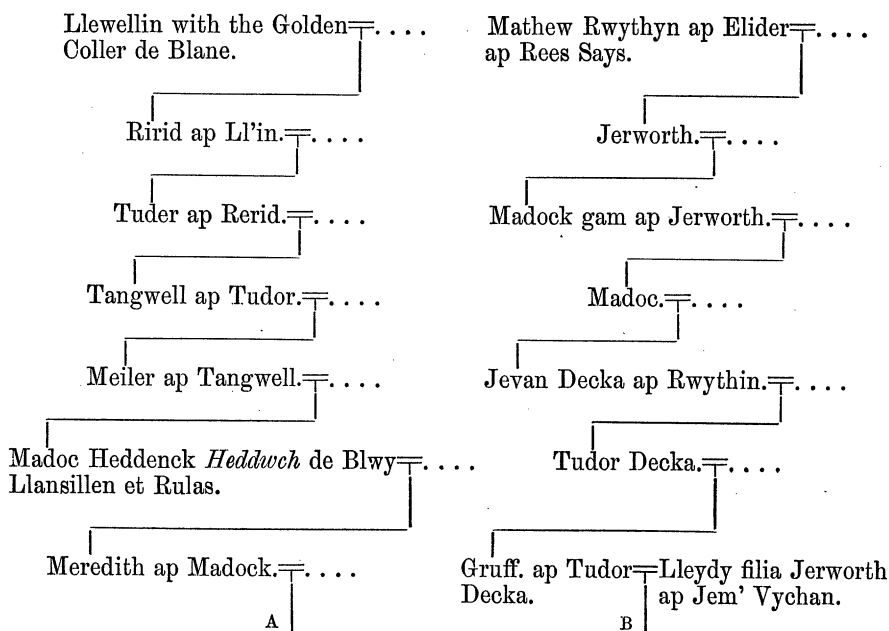 Llewellin with the Golden═. . . .
Coller de Blane.
Ririd ap Ll'in.═. . . .
Tuder ap Rerid.═. . . .
Tangwell ap Tudor.═. . . .
Meiler ap Tangwell.═. . . .
Madoc Heddenck Heddwch de Blwy═. . . .
Llansillen et Rulas.
Meredith ap Madock.═. . . .
A
Mathew Rwythyn ap Elider═. . . .
ap Rees Says.
Jerworth.═. . . .
Madock gam ap Jerworth.═. . . .
Madoc.═. . . .
Jevan Decka ap Rwythin.═. . . .
Tudor Decka.═. . . .
Gruff. ap Tudor═Lleydy filia Jerworth
Decka. ap Jem' Vychan.
B